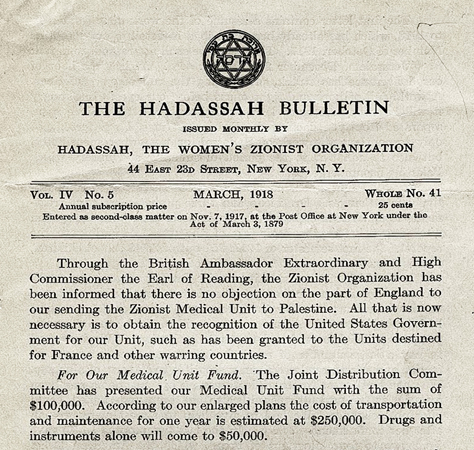 THE HADASSAH BULLETIN
ISSUED MONTHLY BY
HADASSAH, THE WOMEN'S ZIONIST ORGANIZATION
44 EAST 23D STREET, NEW YORK, N. Y.
VOL. IV No. 5 MARCH, 1918 WHOLE NO. 41
Annual subscription price - - - - 25 cents
Entered as second-class matter on Nov. 7, 1917, at the Post Office at New York under the
Act of March 3, 1879
Through the British Ambassador Extraordinary and High
Commissioner the Earl of Reading, the Zionist Organization has
been informed that there is no objection on the part of England to
our sending the Zionist Medical Unit to Palestine. All that is now
necessary is to obtain the recognition of the United States Govern-
ment for our Unit, such as has been granted to the Units destined
for France and other warring countries.
For Our Medical Unit Fund. The Joint Distribution Com-
mittee has presented our Medical Unit Fund with the sum of
$100,000. According to our enlarged plans the cost of transportation
and maintenance for one year is estimated at $250,000. Drugs and
instruments alone will come to $50,000.